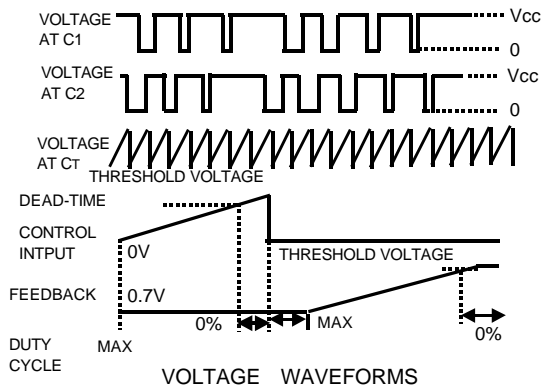 VOLTAGE
AT C1
Vcc
0
VOLTAGE
AT C2
Vcc
0
VOLTAGE
AT CT
THRESHOLD VOLTAGE
DEAD-TIME
CONTROL
INTPUT
0V
THRESHOLD VOLTAGE
FEEDBACK
0.7V
0%
MAX
0%
DUTY
CYCLE
MAX
VOLTAGE WAVEFORMS